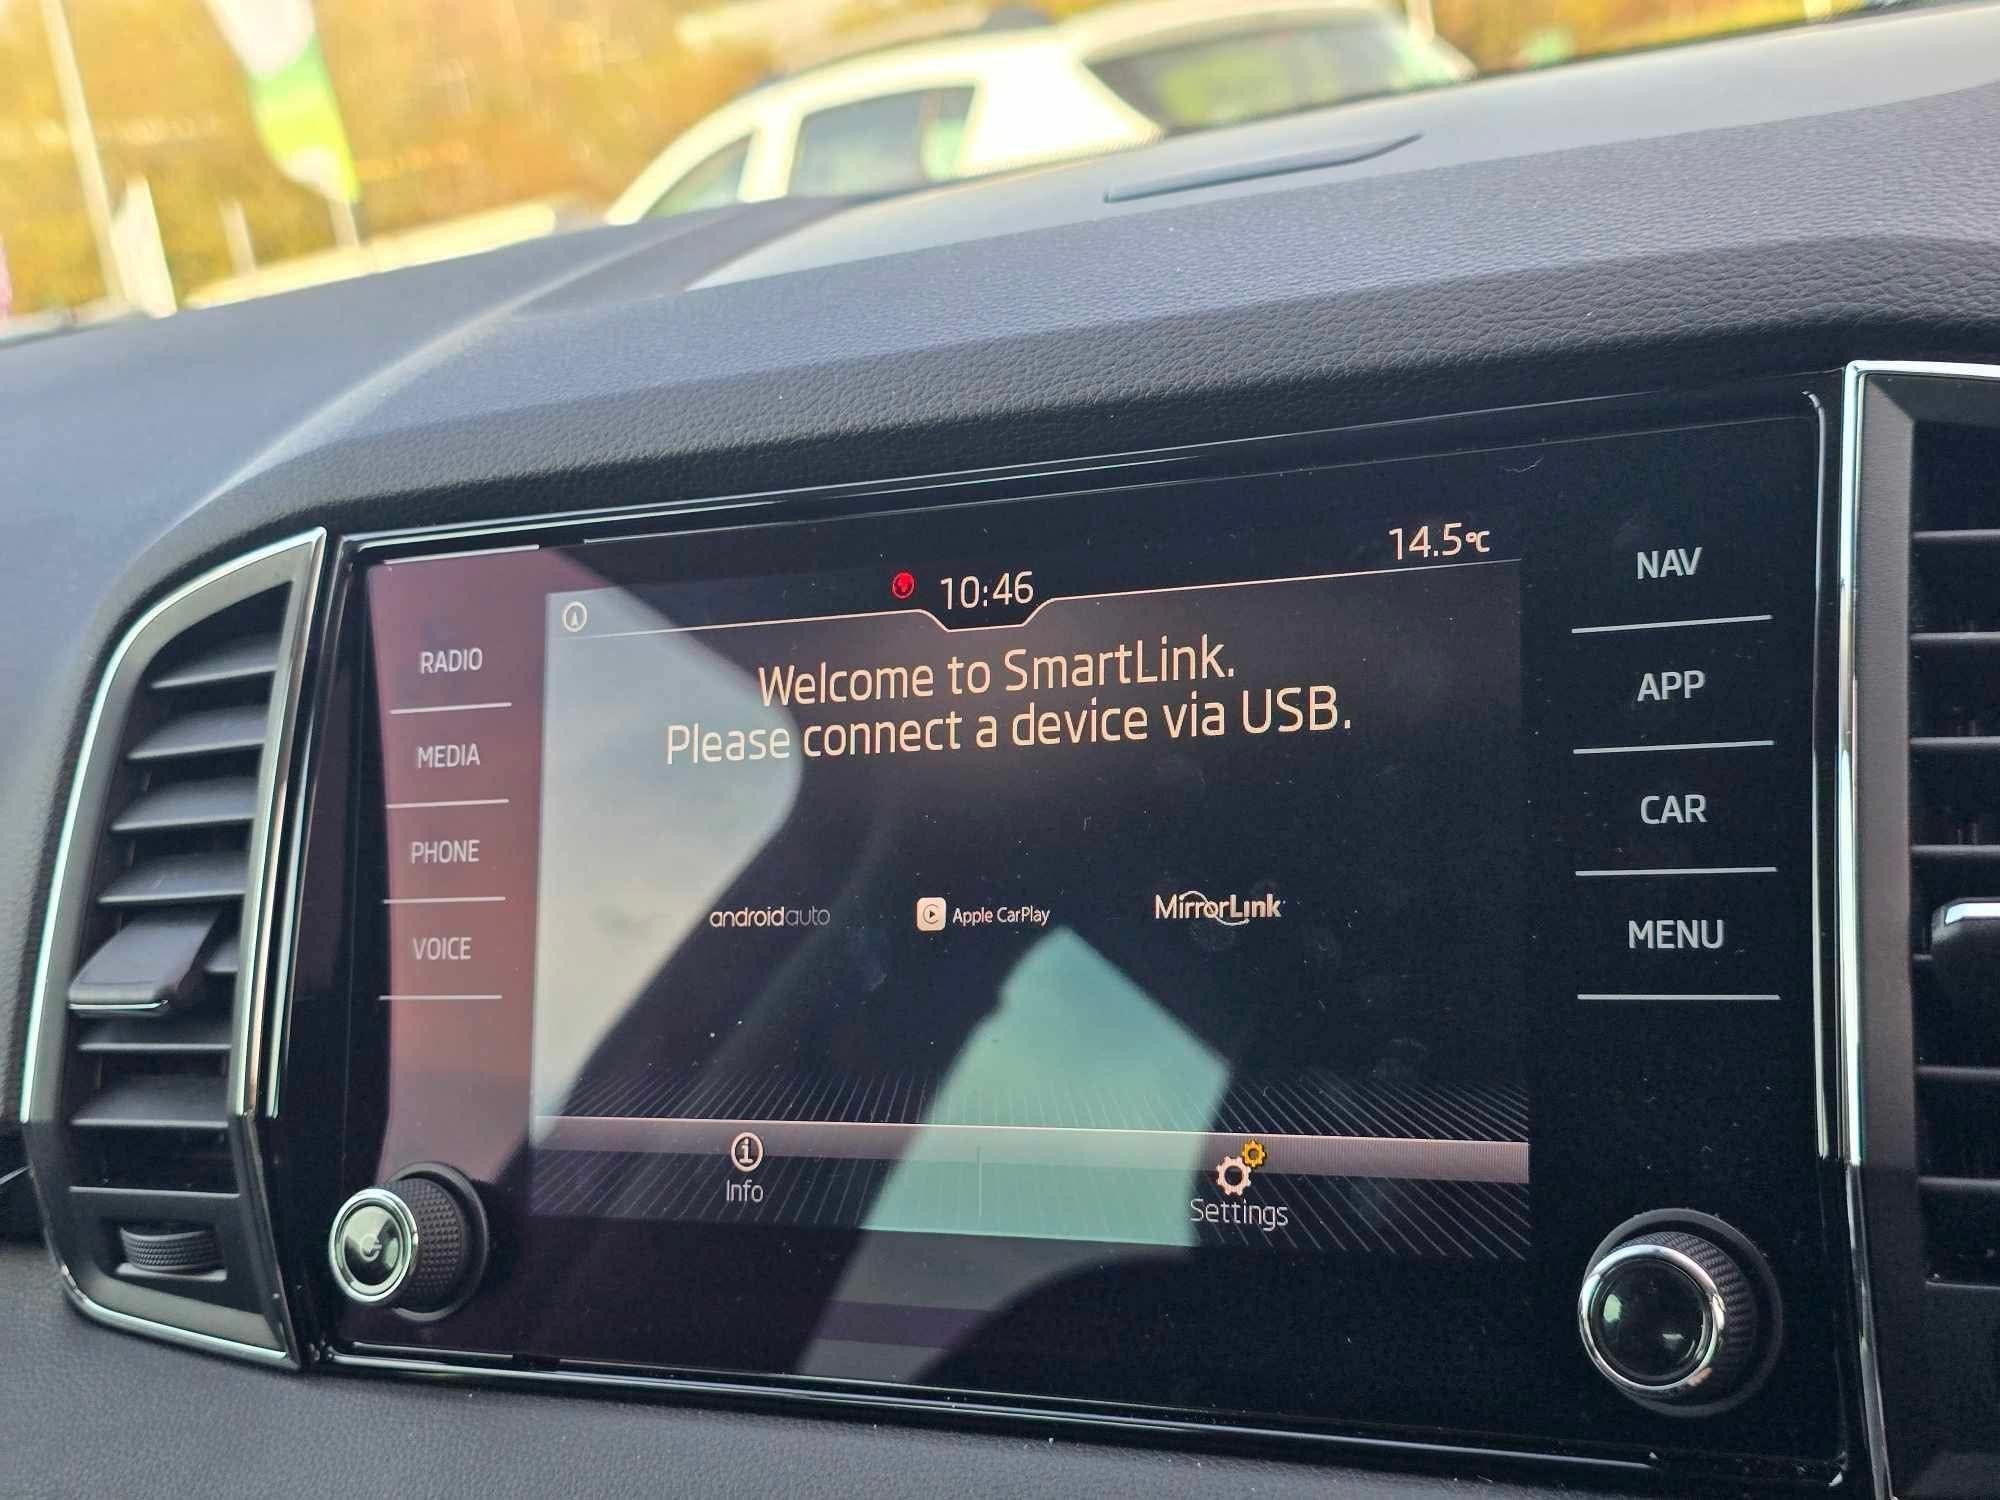 14.5°C
10:46
Welcome to SmartLink.
Please connect a device via USB.
androidauto
Apple CarPlay
MirrorLink
Info
Settings
RADIO
MEDIA
PHONE
VOICE
NAV
APP
CAR
MENU